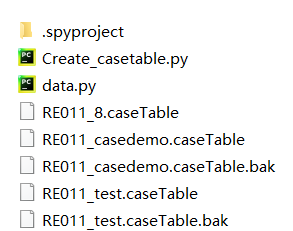 .spyproject
Create_casetable.py
data.py
RE011_8.caseTable
RE011_casedemo.caseTable
RE011_casedemo.caseTable.bak
RE011_test.caseTable
RE011_test.caseTable.bak